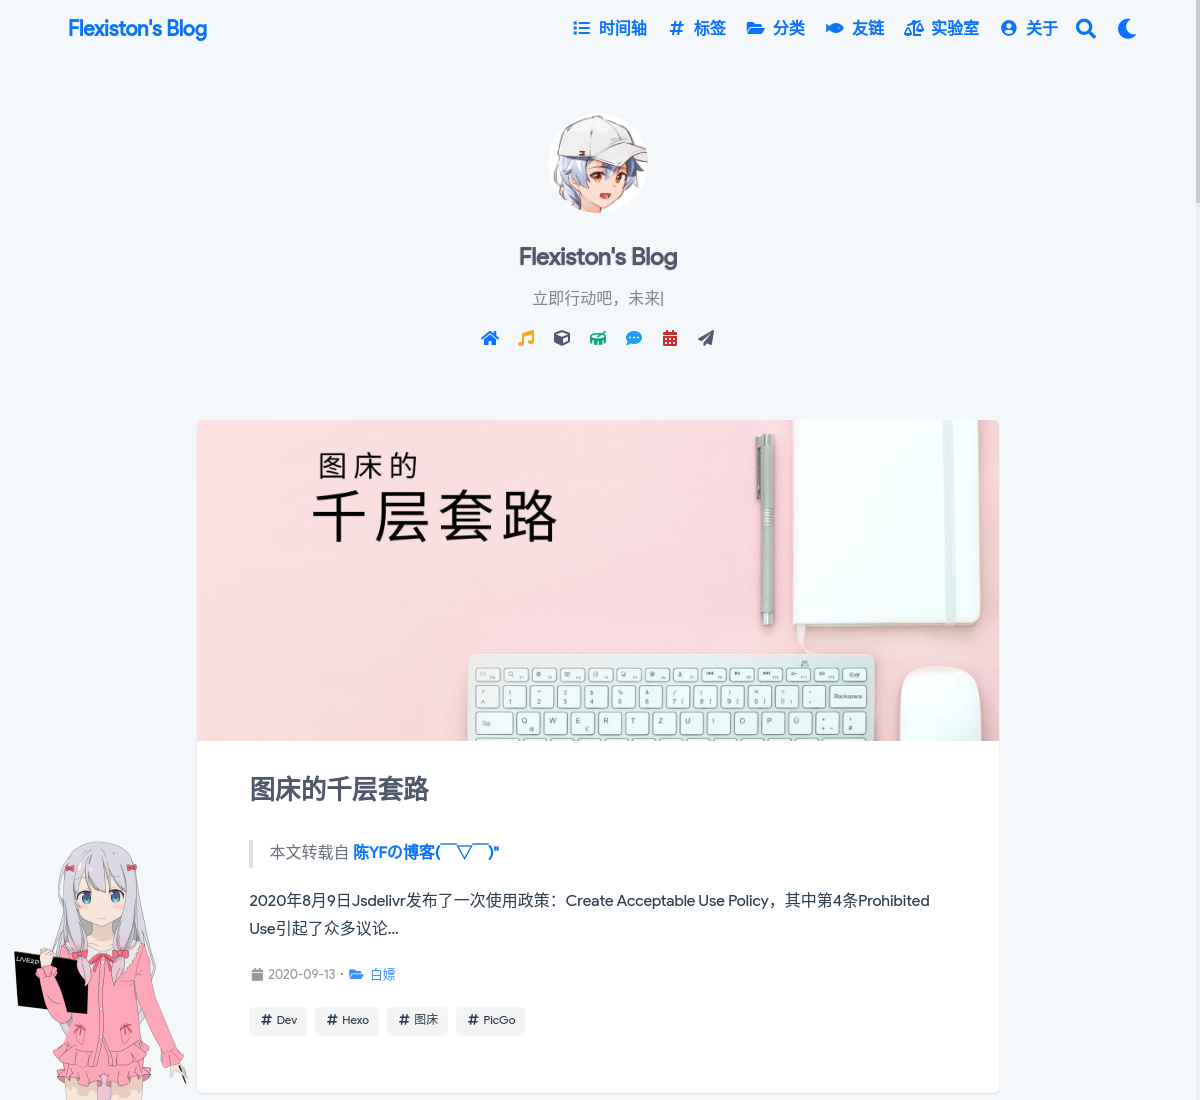 Flexiston's Blog
时间轴 标签 分类 友链 实验室 关于
Flexiston's Blog
立即行动吧，未来|
图床的
千层套路
Backspace
Tab Q W E R T Z U I O P Ü
图床的千层套路
本文转载自 陈YFの博客(￣▽￣)"
2020年8月9日Jsdelivr发布了一次使用政策：Create Acceptable Use Policy，其中第4条Prohibited
Use引起了众多议论...
LIVE2D
2020-09-13 · 白嫖
# Dev # Hexo # 图床 # PicGo